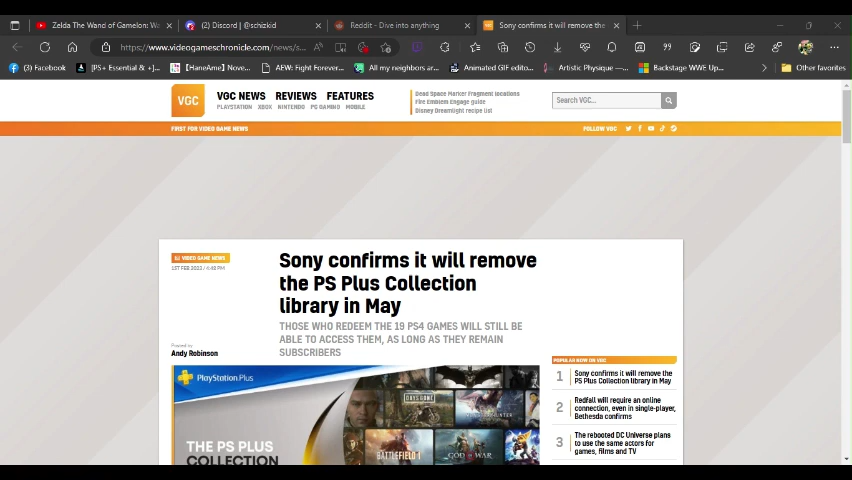 Zelda The Wand of Gamelon: Wa
(2) Discord | @schizkid
Reddit - Dive into anything
Sony confirms it will remove the
https://www.videogameschronicle.com/news/s...
(3) Facebook
[PS+ Essential & +]...
[HaneAme] Nove...
AEW: Fight Forever...
All my neighbors ar...
Animated GIF edito...
Artistic Physique —...
Backstage WWE Up...
Other favorites
VGC
VGC NEWS REVIEWS FEATURES
PLAYSTATION XBOX NINTENDO PC GAMING MOBILE
Dead Space Marker Fragment locations
Fire Emblem Engage guide
Disney Dreamlight recipe List
Search VGC...
FIRST FOR VIDEO GAME NEWS
FOLLOW VGC
VIDEO GAME NEWS
Sony confirms it will remove
the PS Plus Collection
library in May
THOSE WHO REDEEM THE 19 PS4 GAMES WILL STILL BE
ABLE TO ACCESS THEM, AS LONG AS THEY REMAIN
SUBSCRIBERS
Posted by
Andy Robinson
POPULAR NOW ON VGC
1 Sony confirms it will remove the
PS Plus Collection library in May
2 Redfall will require an online
connection, even in single-player,
Bethesda confirms
3 The rebooted DC Universe plans
to use the same actors for
games, films and TV
PlayStation.Plus
DAYS GONE
BATTLEFIELD 1
GOD OF WAR
THE PS PLUS
COLLECTION